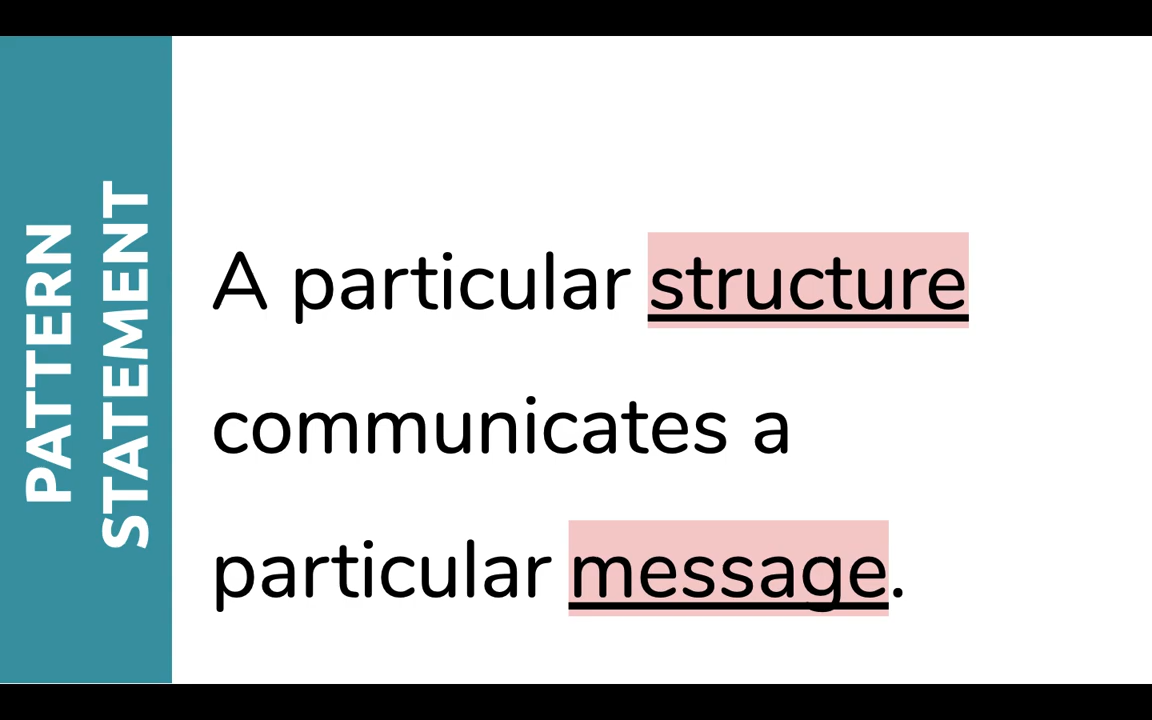 PATTERN
STATEMENT
A particular structure
communicates a
particular message.